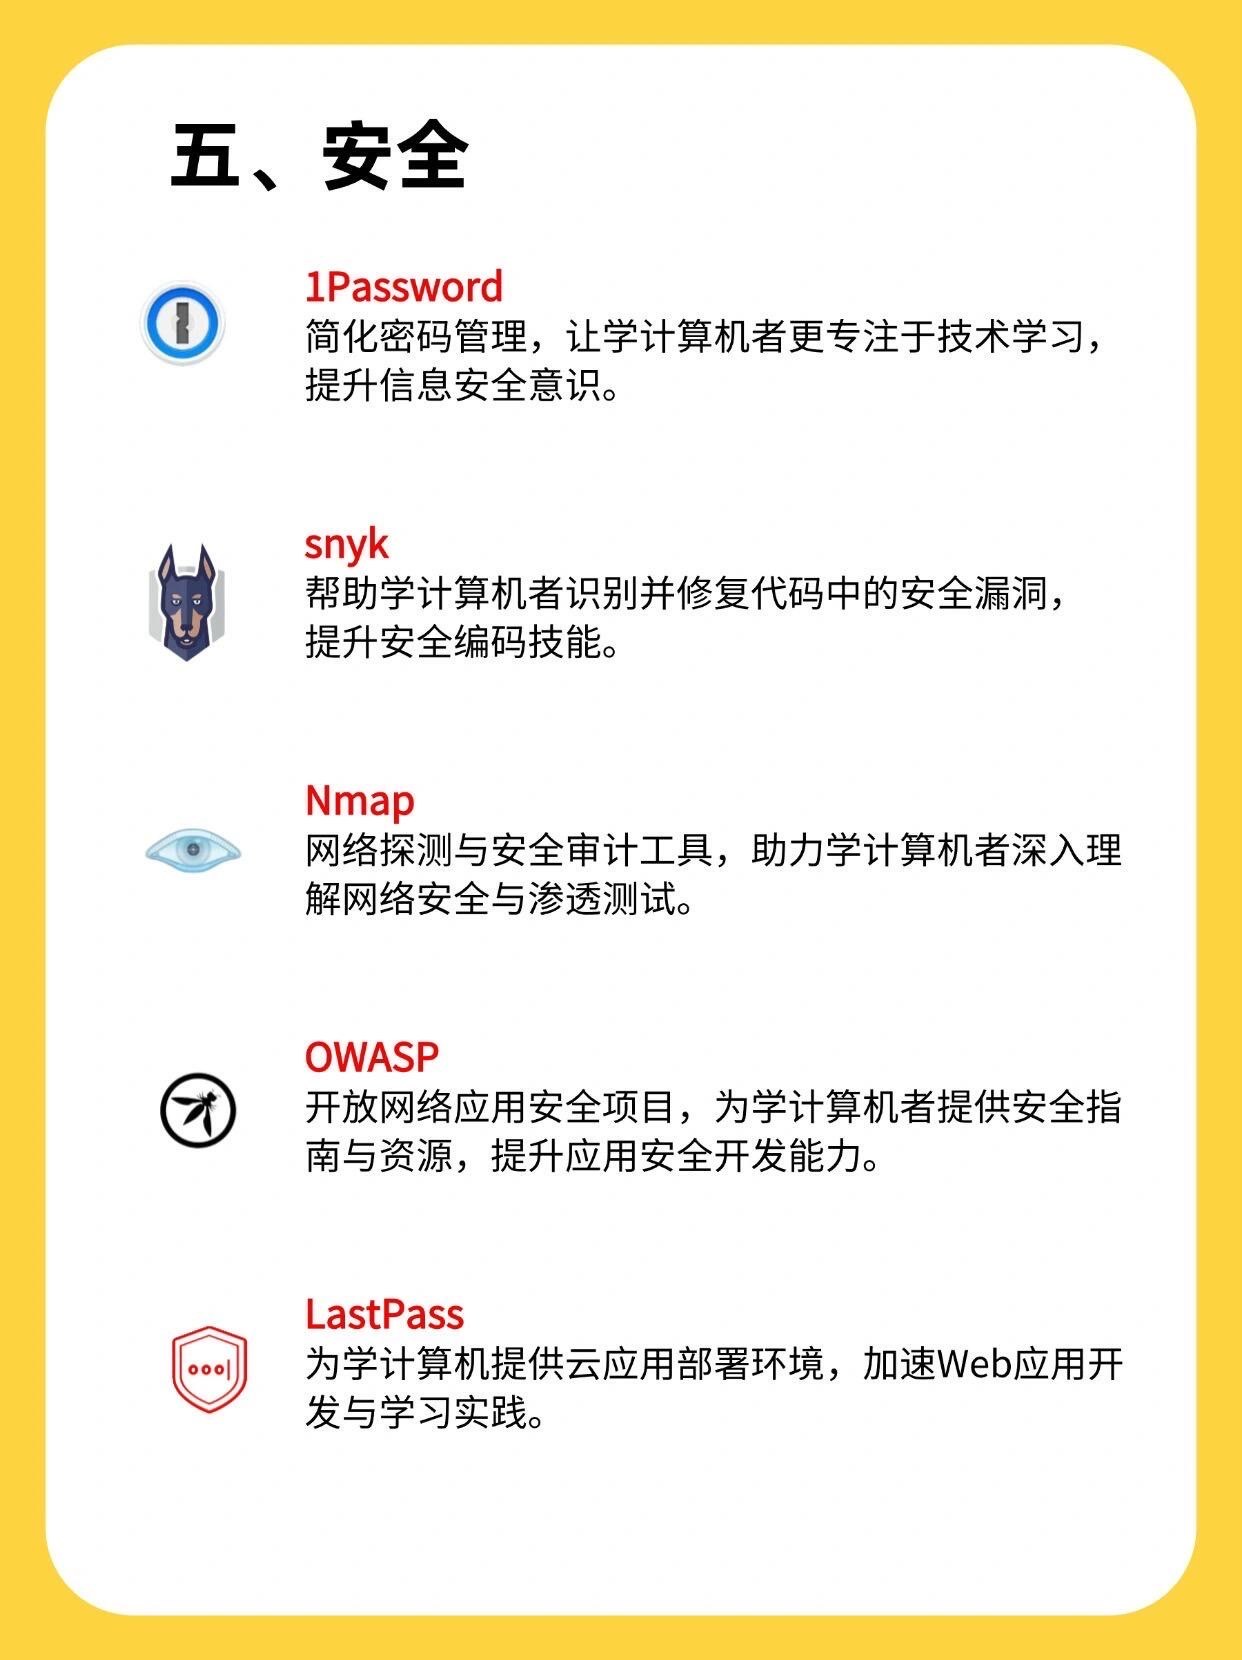 五、安全
1Password
简化密码管理，让学计算机者更专注于技术学习，
提升信息安全意识。
snyk
帮助学计算机者识别并修复代码中的安全漏洞，
提升安全编码技能。
Nmap
网络探测与安全审计工具，助力学计算机者深入理
解网络安全与渗透测试。
OWASP
开放网络应用安全项目，为学计算机者提供安全指
南与资源，提升应用安全开发能力。
LastPass
为学计算机提供云应用部署环境，加速Web应用开
发与学习实践。